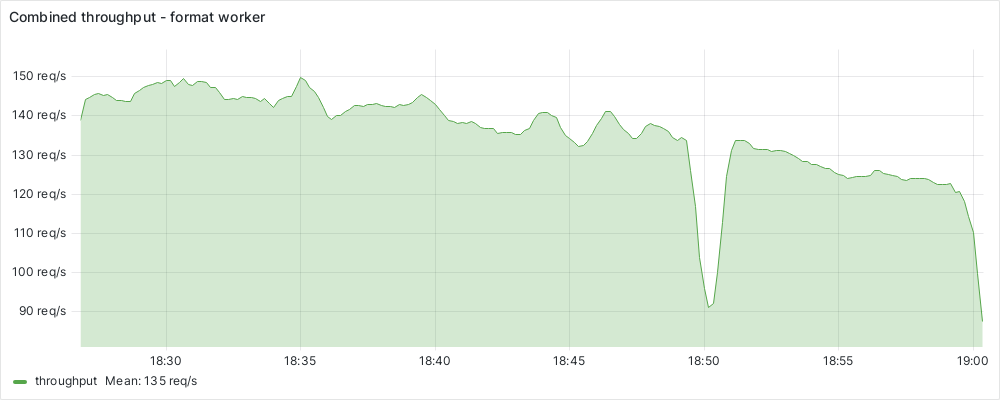 Combined throughput - format worker
150 req/s
140 req/s
130 req/s
120 req/s
110 req/s
100 req/s
90 req/s
18:30 18:35 18:40 18:45 18:50 18:55 19:00
throughput Mean: 135 req/s